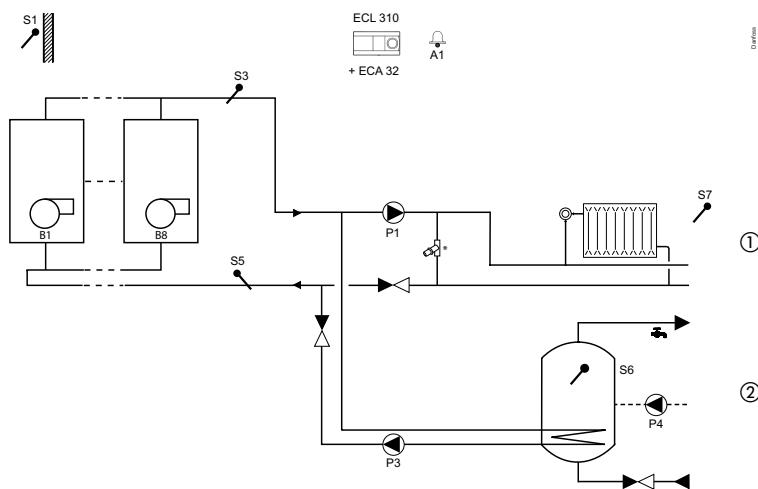 S1
ECL 310
A1
+ ECA 32
Danfoss
S3
B1
B8
S7
P1
*
①
S5
S6
②
P4
P3